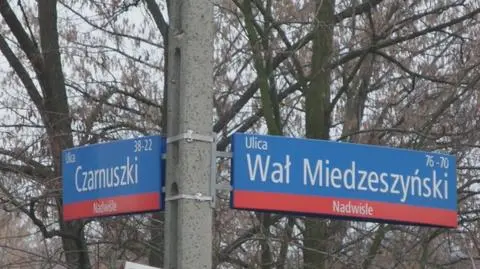 Ulica
38-22
Czarnuszki
Nadwiśle
Ulica
76-70
Wał Miedzeszyński
Nadwiśle